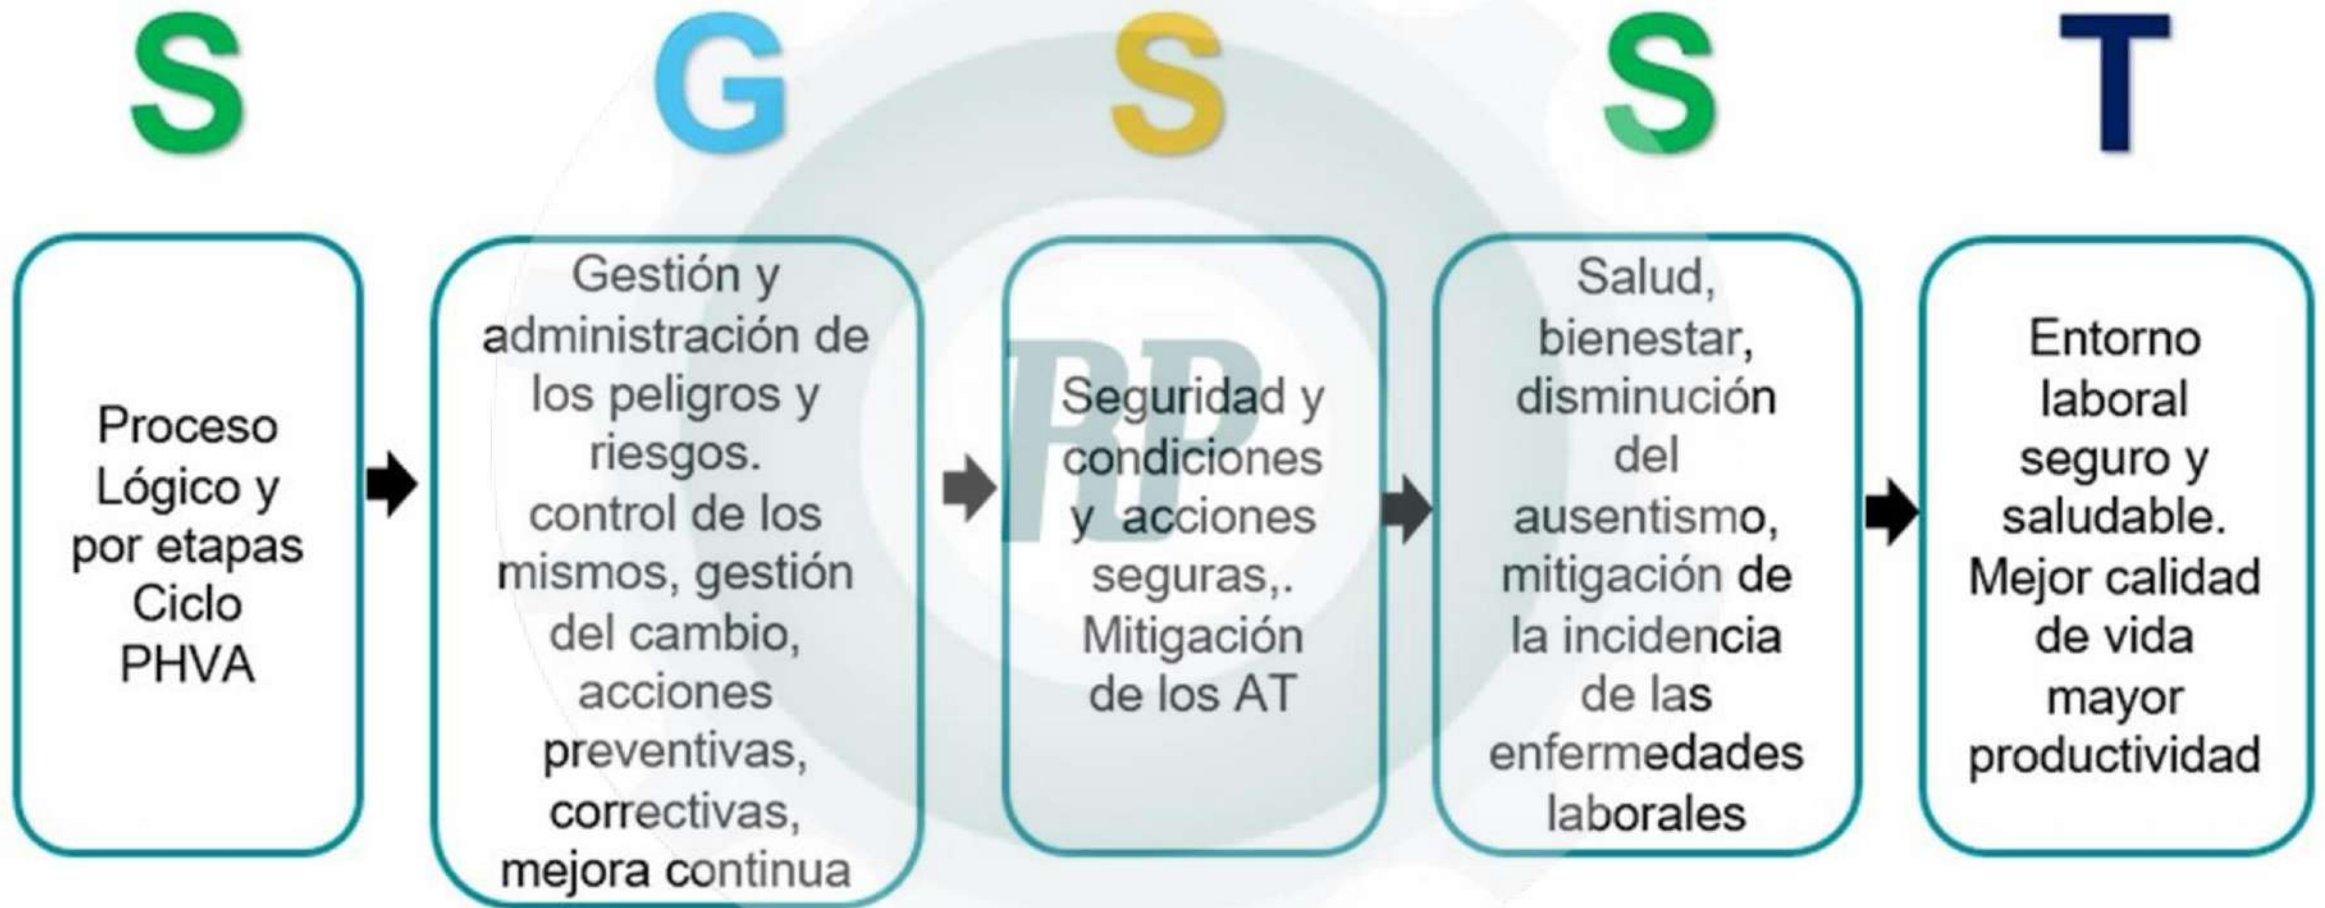 S
G
S
S
T
Proceso
Lógico y
por etapas
Ciclo
PHVA
Gestión y
administración de
los peligros y
riesgos.
control de los
mismos, gestión
del cambio,
acciones
preventivas,
correctivas,
mejora continua
Seguridad y
condiciones
y acciones
seguras,.
Mitigación
de los AT
Salud,
bienestar,
disminución
del
ausentismo,
mitigación de
la incidencia
de las
enfermedades
laborales
Entorno
laboral
seguro y
saludable.
Mejor calidad
de vida
mayor
productividad
RP